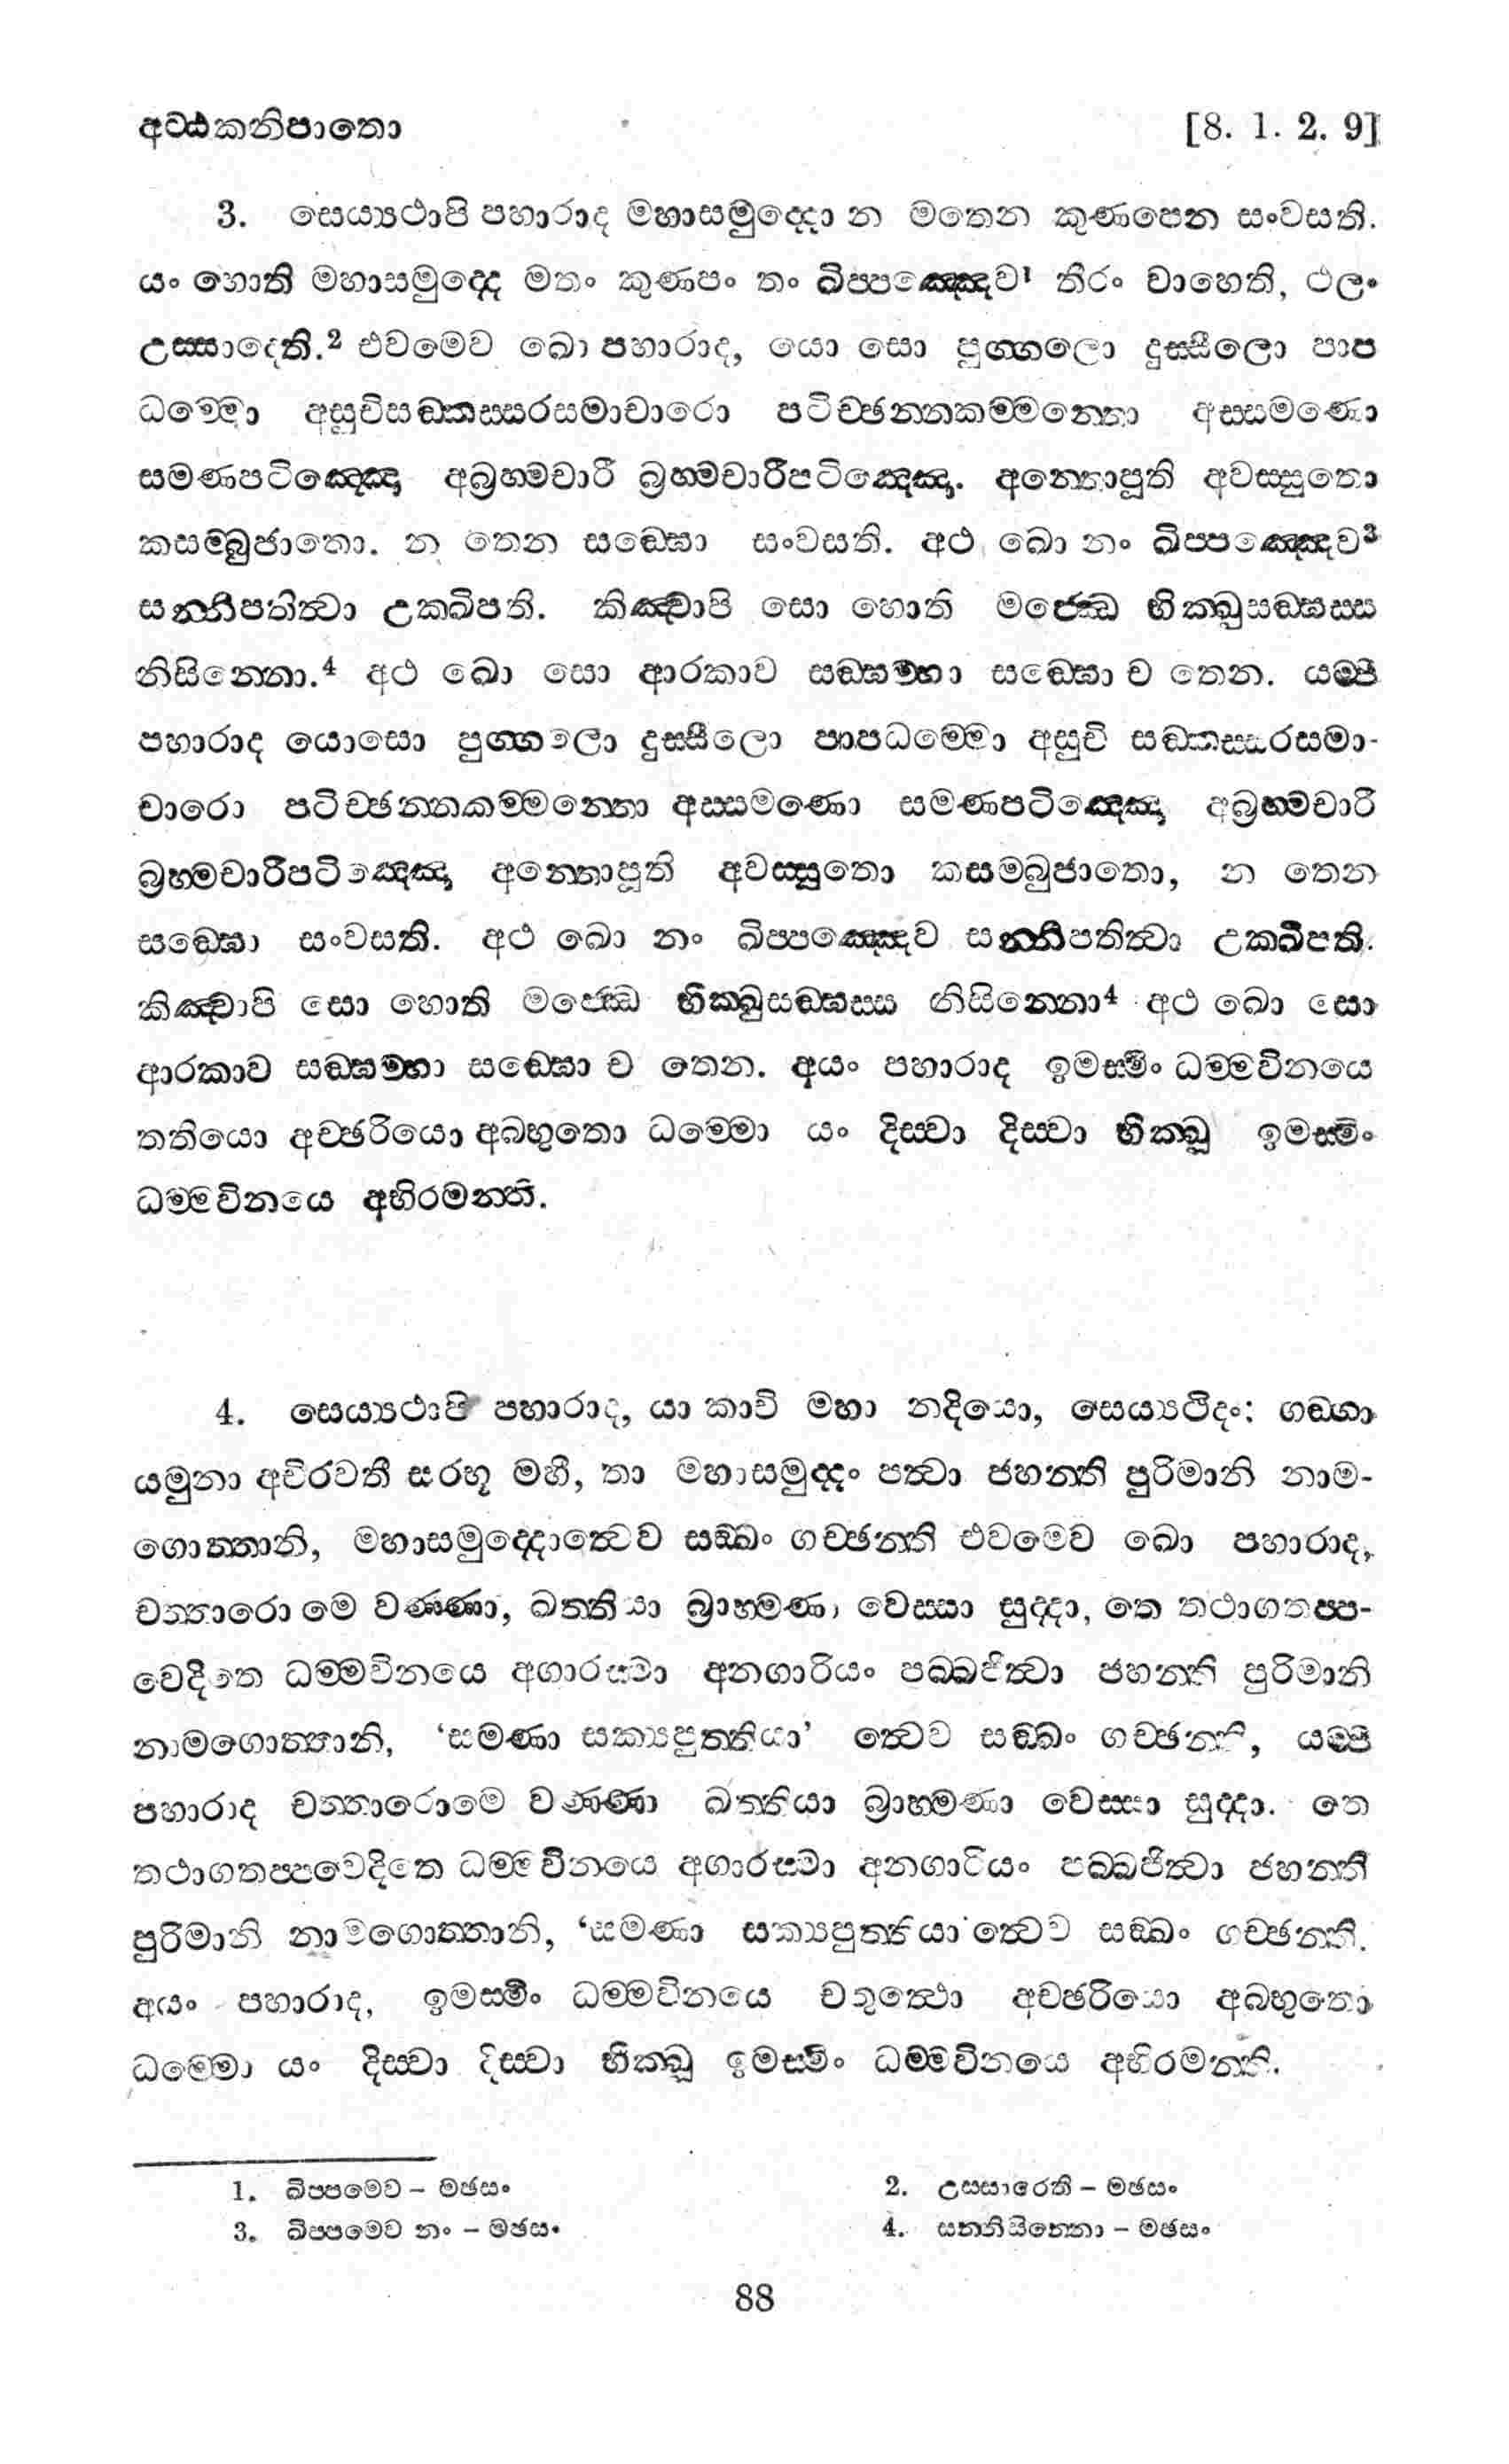 අට්ඨකනිපාතො [8. 1. 2. 9]
3. සෙය්‍යථාපි පහාරාද මහාසමුද්දො න මතෙන කුණපෙන සංවසති.
යං හොති මහාසමුද්දෙ මතං කුණපං තං ඛිප්පඤ්ඤෙව¹ තීරං වාහෙති, ථලං
උස්සාදෙති.² එවමෙව ඛො පහාරාද, යො සො පුග්ගලො දුස්සීලො පාප
ධම්මො අසුචිසඞ්කස්සරසමාචාරො පටිච්ඡන්නකම්මන්තො අස්සමණො
සමණපටිඤ්ඤො අබ්‍රහ්මචාරී බ්‍රහ්මචාරීපටිඤ්ඤො. අන්තොපූති අවස්සුතො
කසම්බුජාතො. න තෙන සඞ්ඝො සංවසති. අථ ඛො නං ඛිප්පඤ්ඤෙව³
සන්නිපතිත්වා උක්ඛිපති. කිඤ්චාපි සො හොති මජ්ඣෙ භික්ඛුසඞ්ඝස්ස
නිසින්නො.⁴ අථ ඛො සො ආරකාව සඞ්ඝම්හා සඞ්ඝො ච තෙන. යම්පි
පහාරාද යොසො පුග්ගලො දුස්සීලො පාපධම්මො අසුචි සඞ්කස්සරසමා-
චාරො පටිච්ඡන්නකම්මන්තො අස්සමණො සමණපටිඤ්ඤො අබ්‍රහ්මචාරී
බ්‍රහ්මචාරීපටිඤ්ඤො අන්තොපූති අවස්සුතො කසම්බුජාතො, න තෙන
සඞ්ඝො සංවසති. අථ ඛො නං ඛිප්පඤ්ඤෙව සන්නිපතිත්වා උක්ඛිපති.
කිඤ්චාපි සො හොති මජ්ඣෙ භික්ඛුසඞ්ඝස්ස නිසින්නො⁴ අථ ඛො සො
ආරකාව සඞ්ඝම්හා සඞ්ඝො ච තෙන. අයං පහාරාද ඉමස්මිං ධම්මවිනයෙ
තතියො අච්ඡරියො අබ්භුතො ධම්මො යං දිස්වා දිස්වා භික්ඛූ ඉමස්මිං
ධම්මවිනයෙ අභිරමන්ති.
4. සෙය්‍යථාපි පහාරාද, යා කාචි මහා නදියො, සෙය්‍යථිදං: ගඞ්ගා
යමුනා අචිරවතී සරභූ මහී, තා මහාසමුද්දං පත්වා ජහන්ති පුරිමානි නාම-
ගොත්තානි, මහාසමුද්දොත්වෙව සඞ්ඛං ගච්ඡන්ති එවමෙව ඛො පහාරාද,
චත්තාරො මෙ වණ්ණා, ඛත්තියා බ්‍රාහ්මණා වෙස්සා සුද්දා, තෙ තථාගතප්ප-
වෙදිතෙ ධම්මවිනයෙ අගාරස්මා අනගාරියං පබ්බජිත්වා ජහන්ති පුරිමානි
නාමගොත්තානි, ‘සමණා සක්‍යපුත්තියා’ ත්වෙව සඞ්ඛං ගච්ඡන්ති, යම්පි
පහාරාද චත්තාරොමෙ වණ්ණා ඛත්තියා බ්‍රාහ්මණා වෙස්සා සුද්දා. තෙ
තථාගතප්පවෙදිතෙ ධම්මවිනයෙ අගාරස්මා අනගාරියං පබ්බජිත්වා ජහන්ති
පුරිමානි නාමගොත්තානි, ‘සමණා සක්‍යපුත්තියා’ත්වෙව සඞ්ඛං ගච්ඡන්ති.
අයං පහාරාද, ඉමස්මිං ධම්මවිනයෙ චතුත්ථො අච්ඡරියො අබ්භුතො
ධම්මො යං දිස්වා දිස්වා භික්ඛූ ඉමස්මිං ධම්මවිනයෙ අභිරමන්ති.
1. ඛිප්පමෙව – මඡසං 2. උස්සාරෙති – මඡසං
3. ඛිප්පමෙව නං – මඡසං 4. සන්නිසින්නො – මඡසං
88